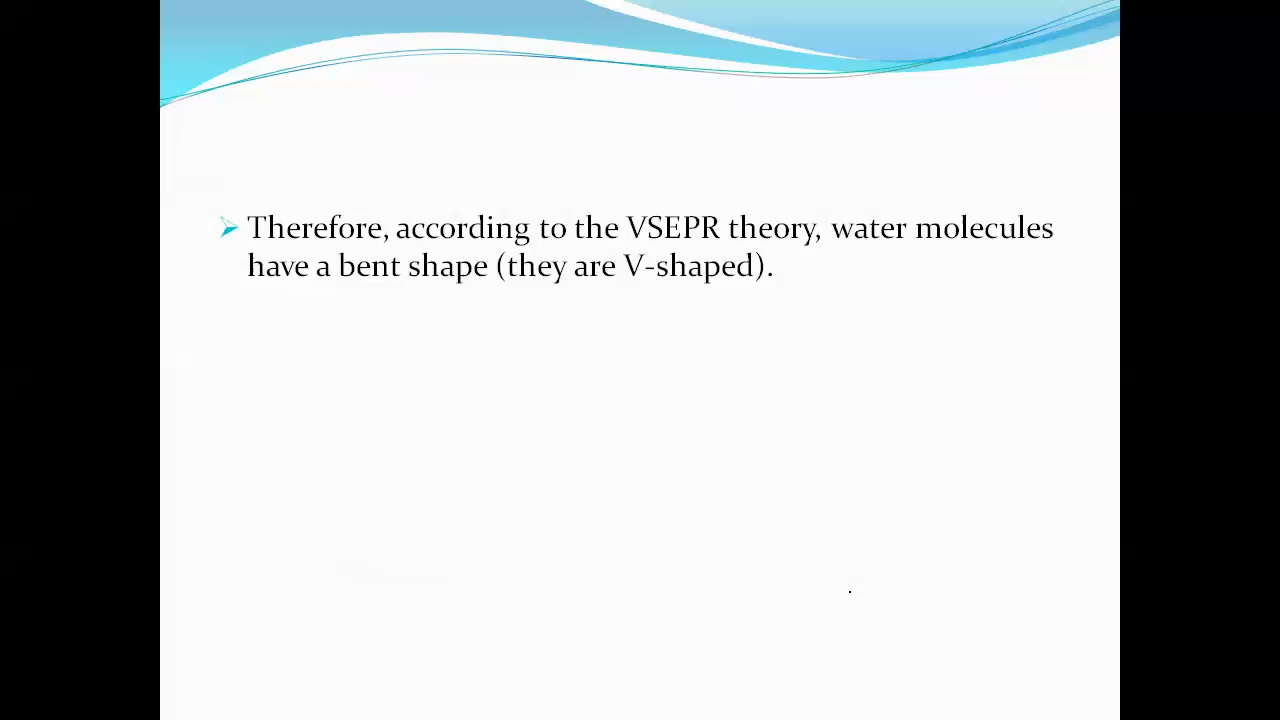 Therefore, according to the VSEPR theory, water molecules
have a bent shape (they are V-shaped).